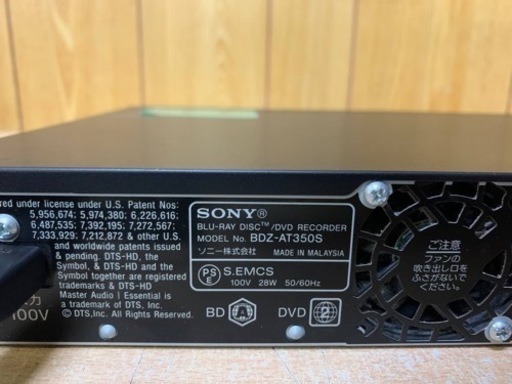 red under license under U.S. Patent Nos:
5,956,674; 5,974,380; 6,226,616;
6,487,535; 7,392,195; 7,272,567;
7,333,929; 7,212,872 & other U.S.
and worldwide patents issued
& pending. DTS-HD, the
Symbol, & DTS-HD and the
Symbol together are registered
trademarks & DTS-HD
Master Audio | Essential is
a trademark of DTS, Inc.
© DTS, Inc. All Rights Reserved.
力
100V
SONY®
BLU-RAY DISC™/DVD RECORDER
MODEL NO. BDZ-AT350S
ソニー株式会社 MADE IN MALAYSIA
PS E S.EMCS
100V 28W 50/60Hz
BD A DVD 2
ご注意
ファンの
吹き出し口を
ふさがないで
ください。